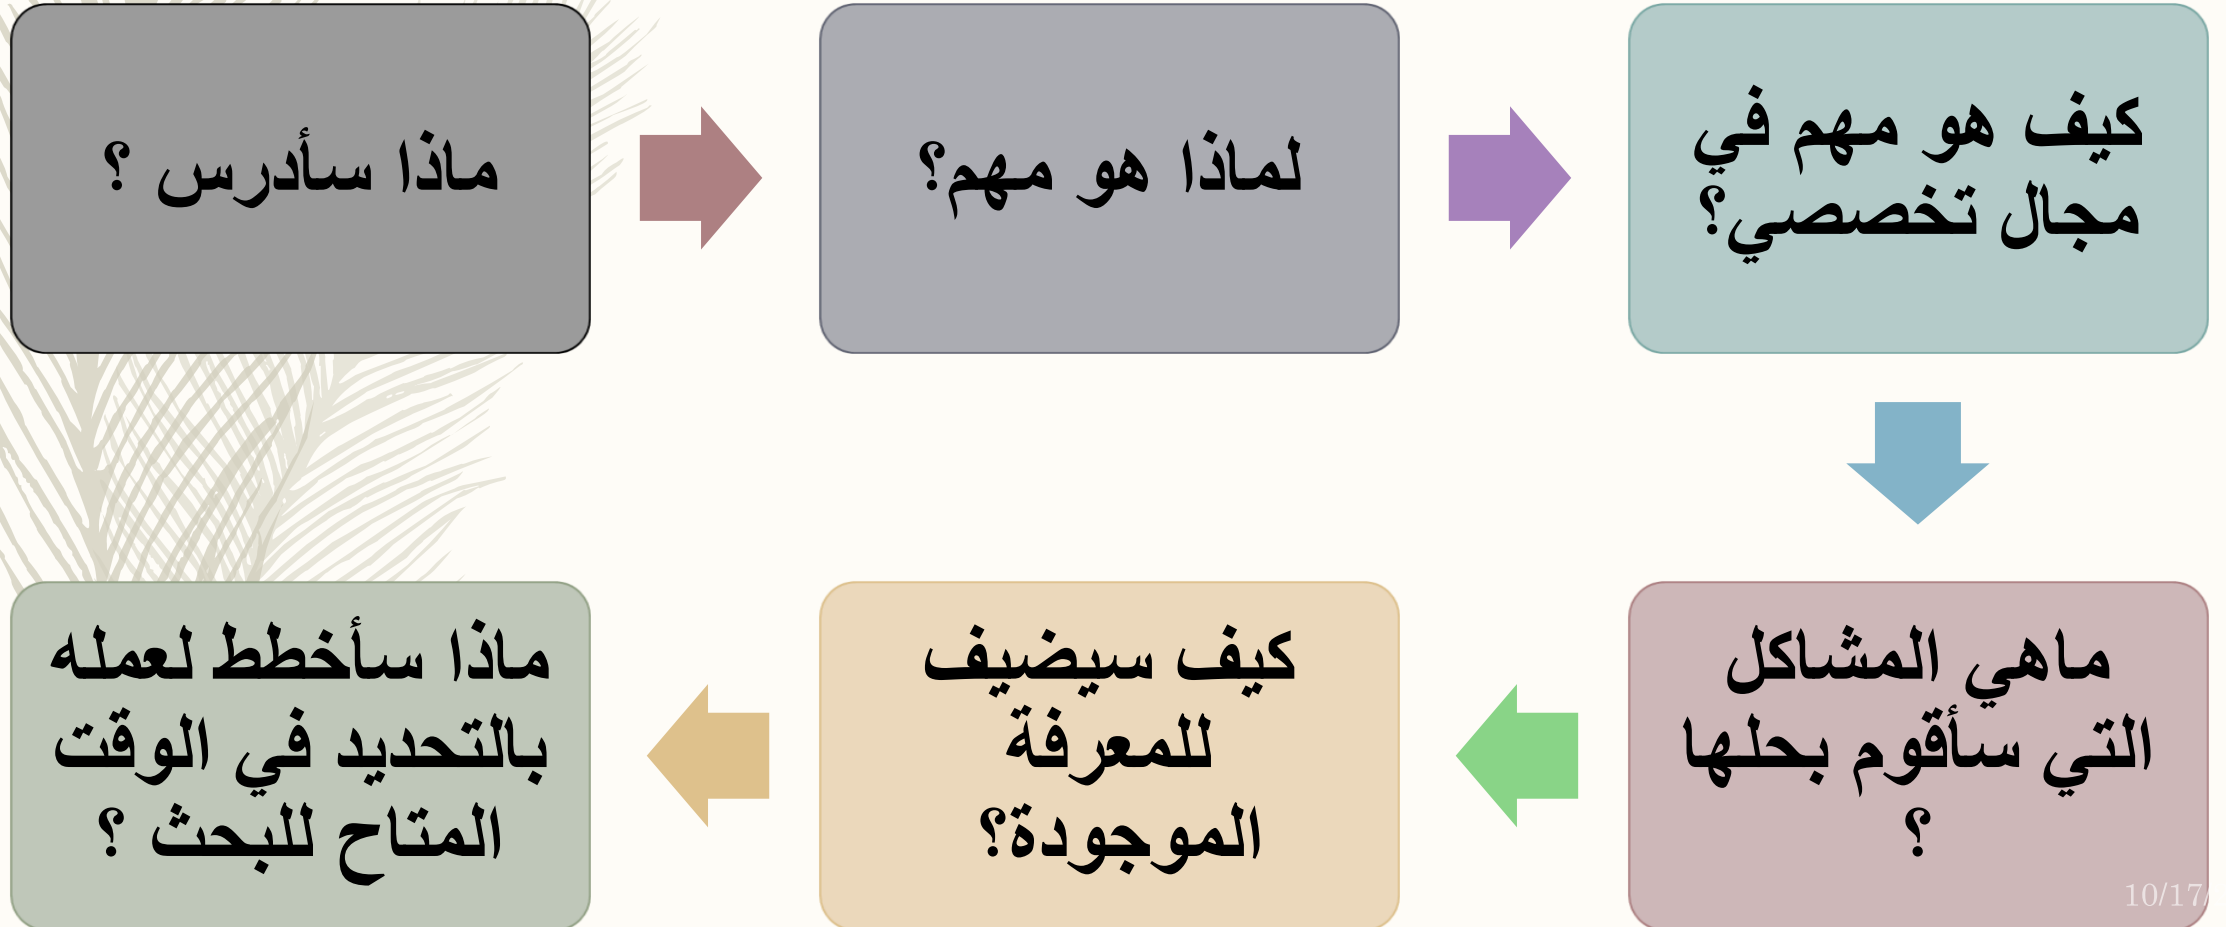 ماذا سأدرس ؟
لماذا هو مهم؟
كيف هو مهم في
مجال تخصصي؟
ماهي المشاكل
التي سأقوم بحلها
؟
كيف سيضيف
للمعرفة
الموجودة؟
ماذا سأخطط لعمله
بالتحديد في الوقت
المتاح للبحث ؟
10/17/